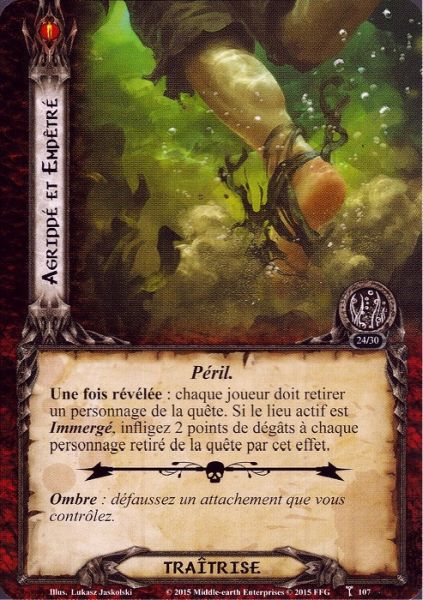 Agrippé et Empêtré
24/30
Péril.
Une fois révélée : chaque joueur doit retirer
un personnage de la quête. Si le lieu actif est
Immergé, infligez 2 points de dégâts à chaque
personnage retiré de la quête par cet effet.
Ombre : défaussez un attachement que vous
contrôlez.
TRAÎTRISE
Illus. Lukasz Jaskolski © 2015 Middle-earth Enterprises © 2015 FFG 107